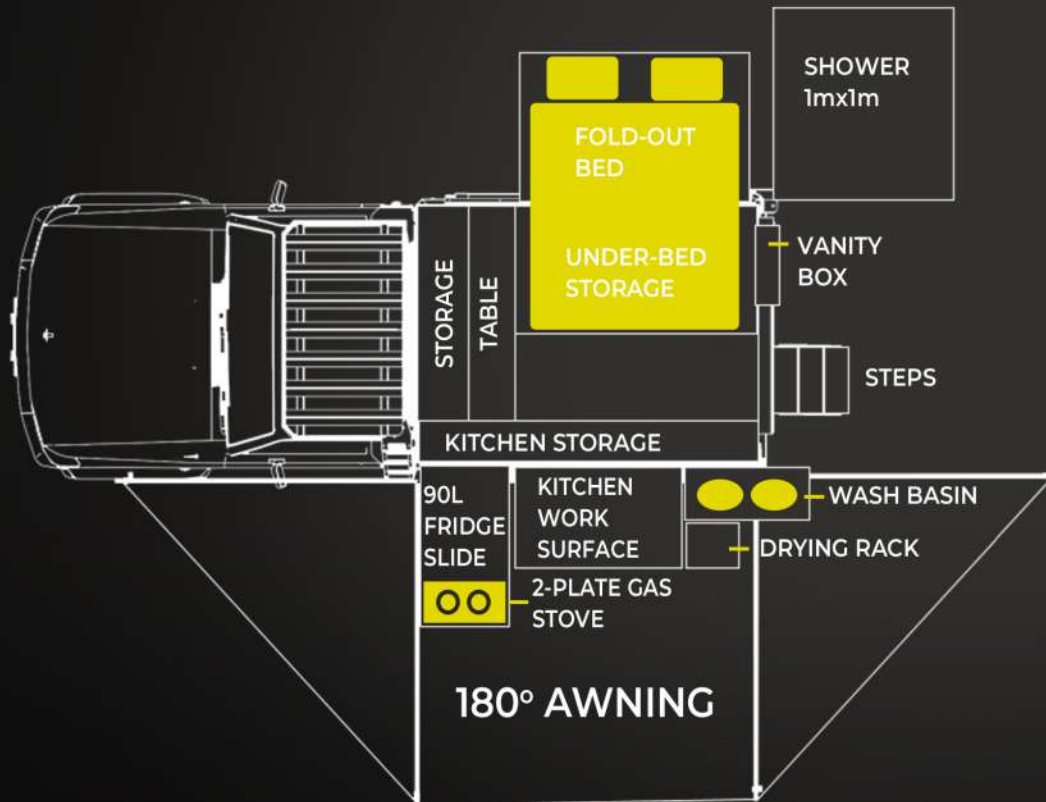 SHOWER
1mx1m
FOLD-OUT
BED
UNDER-BED
STORAGE
VANITY
BOX
STORAGE
TABLE
STEPS
KITCHEN STORAGE
90L
FRIDGE
SLIDE
KITCHEN
WORK
SURFACE
WASH BASIN
DRYING RACK
2-PLATE GAS
STOVE
180º AWNING